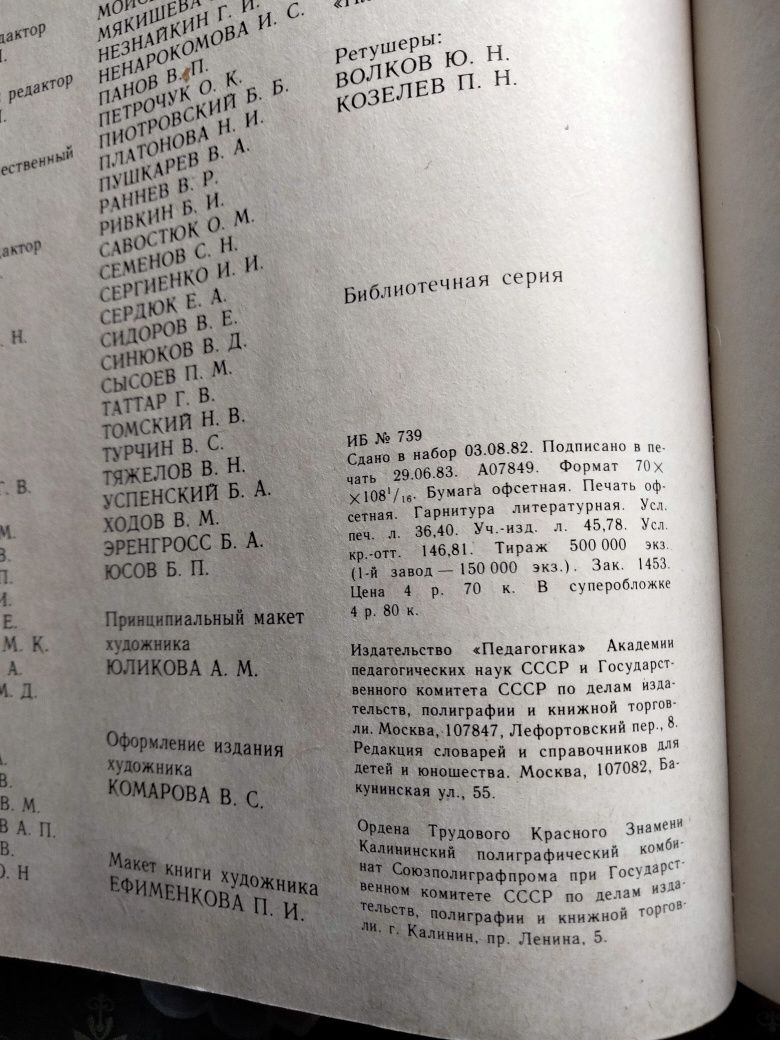 дактор
редактор
ественный
актор
Н.
Г. В.
М.
В.
П.
И.
Е.
М. К.
А.
М. Д.
В.
В. М.
В А. П.
В.
О. Н
МЯКИШЕВА
НЕЗНАЙКИН Г. И.
НЕНАРОКОМОВА И. С.
ПАНОВ В. П.
ПЕТРОЧУК О. К.
ПИОТРОВСКИЙ Б. Б.
ПЛАТОНОВА Н. И.
ПУШКАРЕВ В. А.
РАННЕВ В. Р.
РИВКИН Б. И.
САВОСТЮК О. М.
СЕМЕНОВ С. Н.
СЕРГИЕНКО И. И.
СЕРДЮК Е. А.
СИДОРОВ В. Е.
СИНЮКОВ В. Д.
СЫСОЕВ П. М.
ТАТТАР Г. В.
ТОМСКИЙ Н. В.
ТУРЧИН В. С.
ТЯЖЕЛОВ В. Н.
УСПЕНСКИЙ Б. А.
ХОДОВ В. М.
ЭРЕНГРОСС Б. А.
ЮСОВ Б. П.
Принципиальный макет
художника
ЮЛИКОВА А. М.
Оформление издания
художника
КОМАРОВА В. С.
Макет книги художника
ЕФИМЕНКОВА П. И.
Ретушеры:
ВОЛКОВ Ю. Н.
КОЗЕЛЕВ П. Н.
Библиотечная серия
ИБ № 739
Сдано в набор 03.08.82. Подписано в пе-
чать 29.06.83. А07849. Формат 70×
×108¹/₁₆. Бумага офсетная. Печать оф-
сетная. Гарнитура литературная. Усл.
печ. л. 36,40. Уч.-изд. л. 45,78. Усл.
кр.-отт. 146,81. Тираж 500 000 экз.
(1-й завод — 150 000 экз.). Зак. 1453.
Цена 4 р. 70 к. В суперобложке
4 р. 80 к.
Издательство «Педагогика» Академии
педагогических наук СССР и Государст-
венного комитета СССР по делам изда-
тельств, полиграфии и книжной торгов-
ли. Москва, 107847, Лефортовский пер., 8.
Редакция словарей и справочников для
детей и юношества. Москва, 107082, Ба-
кунинская ул., 55.
Ордена Трудового Красного Знамени
Калининский полиграфический комби-
нат Союзполиграфпрома при Государст-
венном комитете СССР по делам изда-
тельств, полиграфии и книжной торгов-
ли. г. Калинин, пр. Ленина, 5.